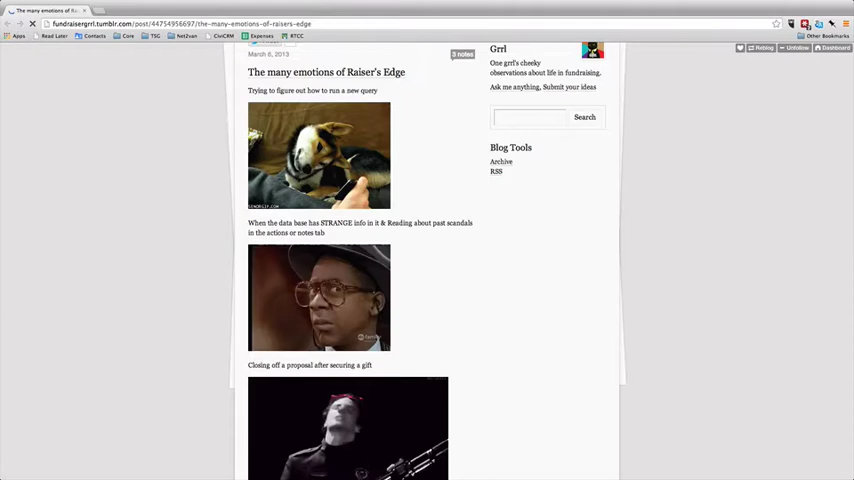 The many emotions of Raiser's Edge
fundraisergrrl.tumblr.com/post/44754956697/the-many-emotions-of-raisers-edge
Apps Read Later Contacts Core TSG Net2van CiviCRM Expenses RTCC Other Bookmarks
Reblog Unfollow Dashboard
March 6, 2013
3 notes
The many emotions of Raiser's Edge
Trying to figure out how to run a new query
SENORGIF.COM
When the data base has STRANGE info in it & Reading about past scandals
in the actions or notes tab
Closing off a proposal after securing a gift
Grrl
One grrl's cheeky
observations about life in fundraising.
Ask me anything, Submit your ideas
Search
Blog Tools
Archive
RSS